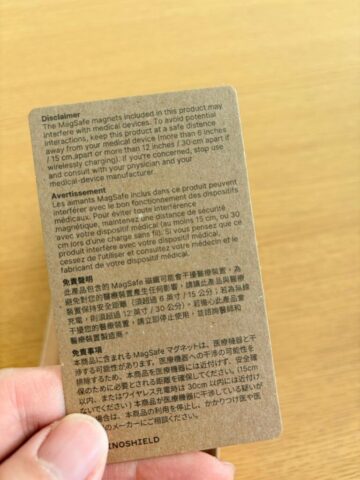 Disclaimer
The MagSafe magnets included in this product may
interfere with medical devices. To avoid potential
interactions, keep this product at a safe distance
away from your medical device (more than 6 inches
/ 15 cm apart or more than 12 inches / 30 cm apart if
wirelessly charging). If you're concerned, stop use
and consult with your physician and your
medical-device manufacturer.
Avertissement
Les aimants MagSafe inclus dans ce produit peuvent
interférer avec le bon fonctionnement des dispositifs
médicaux. Pour éviter toute interférence
magnétique, maintenez une distance de sécurité
avec votre dispositif médical (au moins 15 cm, ou 30
cm lors d'une charge sans fil). Si vous pensez que ce
produit interfère avec votre dispositif médical,
cessez de l'utiliser et consultez votre médecin et le
fabricant de votre dispositif médical.
免責聲明
此產品包含的 MagSafe 磁鐵可能會干擾醫療裝置，為
避免對您的醫療裝置產生任何影響，請讓此產品與醫療
裝置保持安全距離（須超過 6 英寸 / 15 公分；若為無線
充電，則須超過 12 英寸 / 30 公分）。若擔心此產品會
干擾您的醫療裝置，請立即停止使用，並諮詢醫師和
醫療裝置製造商。
免責事項
本商品に含まれる MagSafe マグネットは、医療機器と干
渉する可能性があります。医療機器への干渉の可能性を
排除するため、本商品を医療機器には近付けず、安全確
保のために必要とされる距離を確保してください。(15cm
以内、またはワイヤレス充電時は 30cm 以内には近付け
ないでください) 本商品が医療機器に干渉している疑いが
場合は、本商品の利用を停止し、かかりつけ医や医
のメーカーにご相談ください。
INOSHIELD